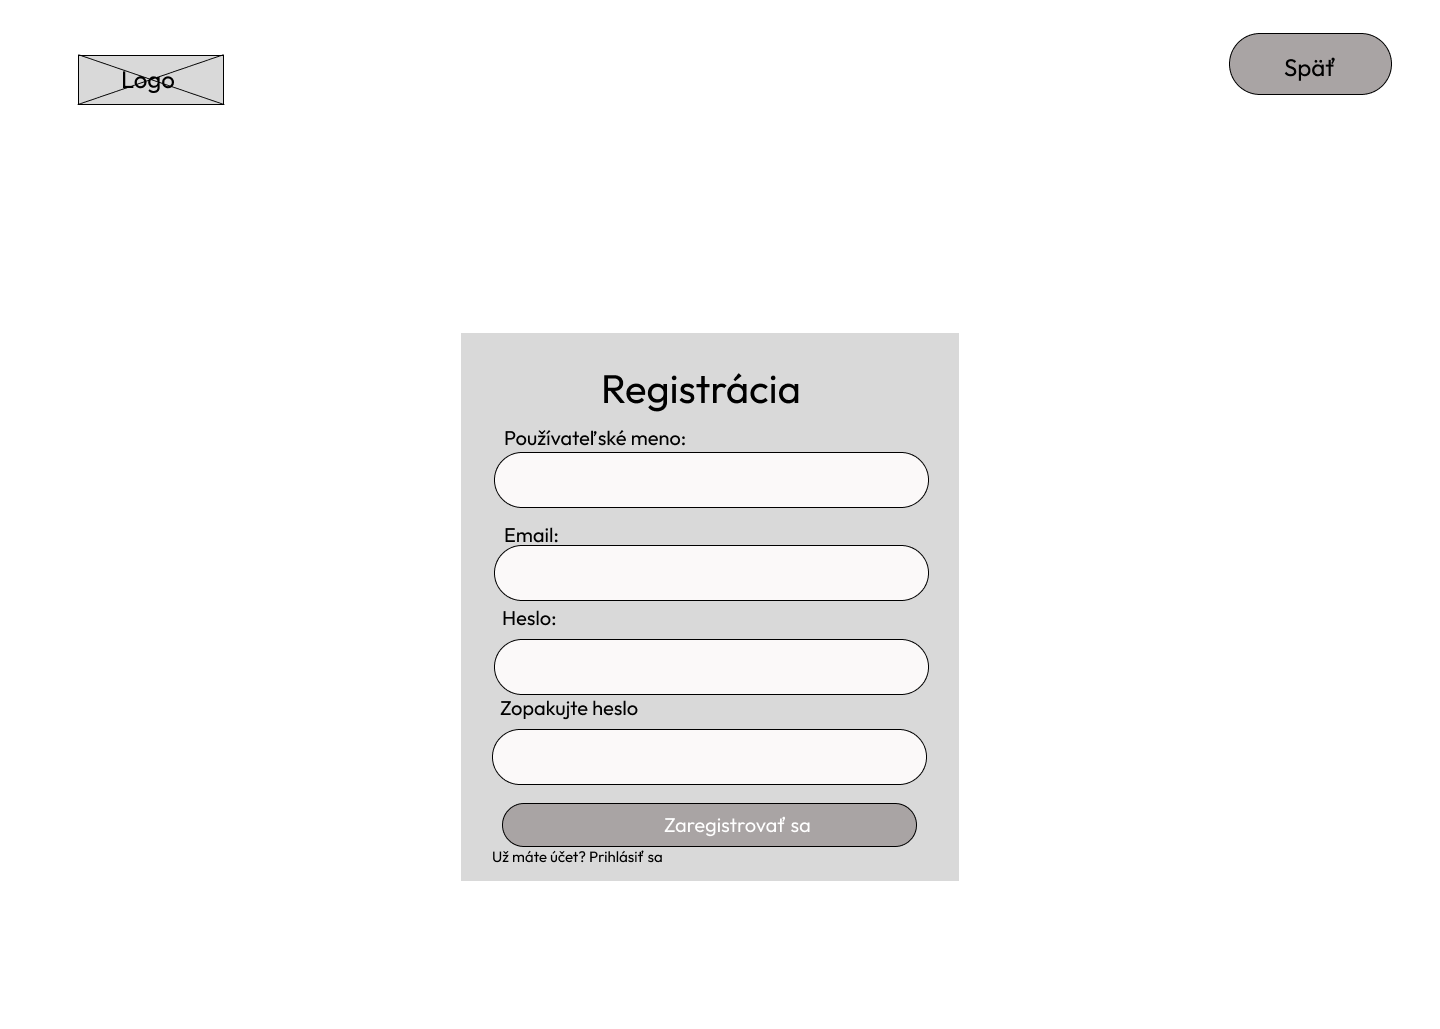 Logo
Späť
Registrácia
Používateľské meno:
Email:
Heslo:
Zopakujte heslo
Zaregistrovať sa
Už máte účet? Prihlásiť sa